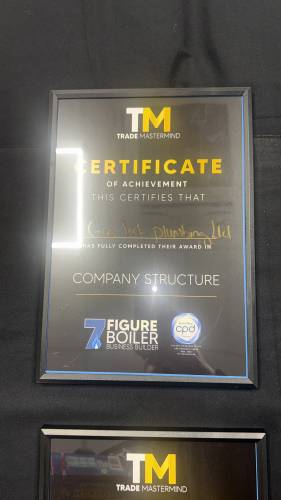 TM
TRADE MASTERMIND
CERTIFICATE
OF ACHIEVEMENT
THIS CERTIFIES THAT
plumbing Ltd
HAS FULLY COMPLETED THEIR AWARD IN
COMPANY STRUCTURE
7 FIGURE
BOILER
BUSINESS BUILDER
cpd
TM
TRADE MASTERMIND